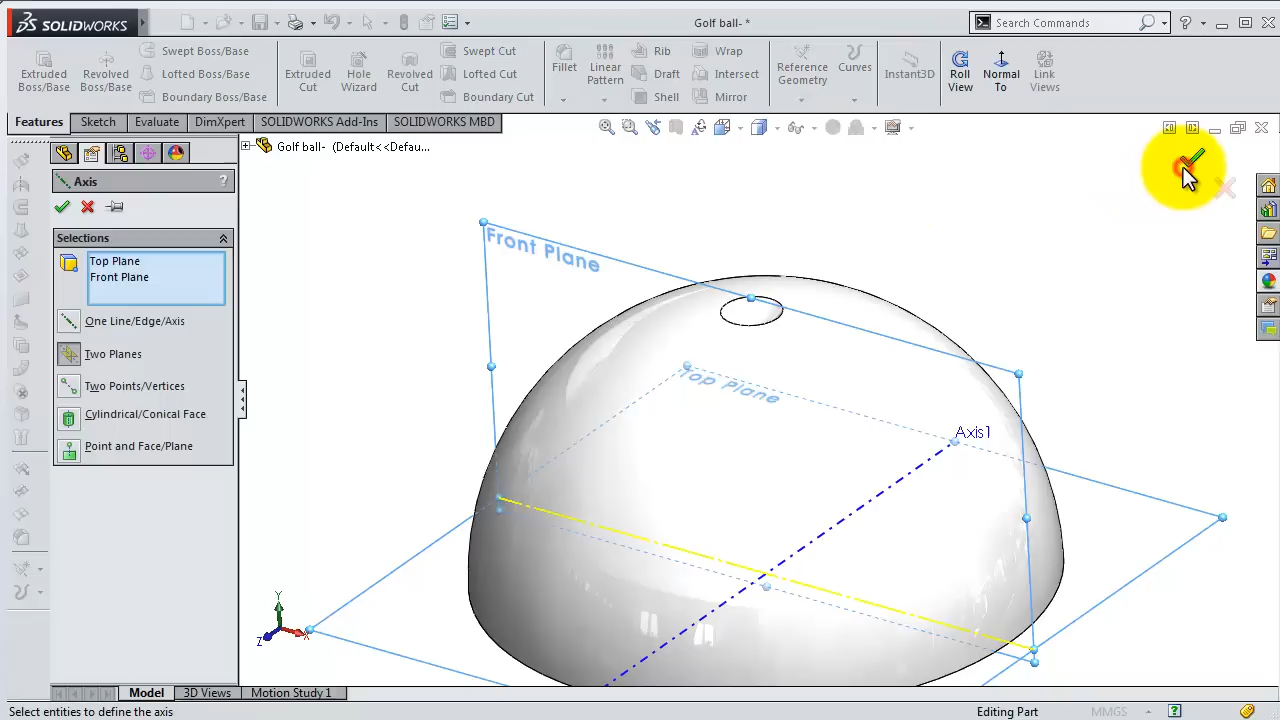 SOLIDWORKS
Golf ball- *
Search Commands
Extruded Boss/Base
Revolved Boss/Base
Swept Boss/Base
Lofted Boss/Base
Boundary Boss/Base
Extruded Cut
Hole Wizard
Revolved Cut
Swept Cut
Lofted Cut
Boundary Cut
Fillet
Linear Pattern
Rib
Draft
Shell
Wrap
Intersect
Mirror
Reference Geometry
Curves
Instant3D
Roll View
Normal To
Link Views
Features
Sketch
Evaluate
DimXpert
SOLIDWORKS Add-Ins
SOLIDWORKS MBD
Golf ball- (Default<<Defau...
Axis
?
Selections
Top Plane
Front Plane
One Line/Edge/Axis
Two Planes
Two Points/Vertices
Cylindrical/Conical Face
Point and Face/Plane
Front Plane
Top Plane
Axis1
Y
X
Z
Model
3D Views
Motion Study 1
Select entities to define the axis
Editing Part
MMGS